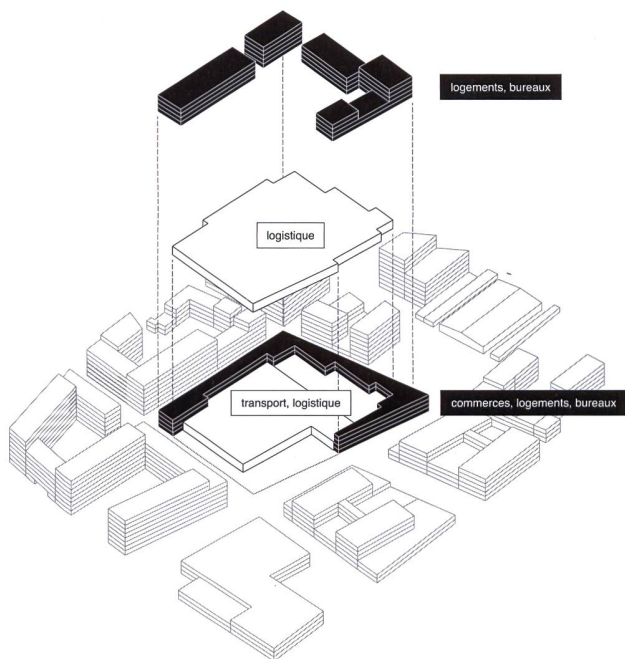 logements, bureaux
logistique
transport, logistique
commerces, logements, bureaux